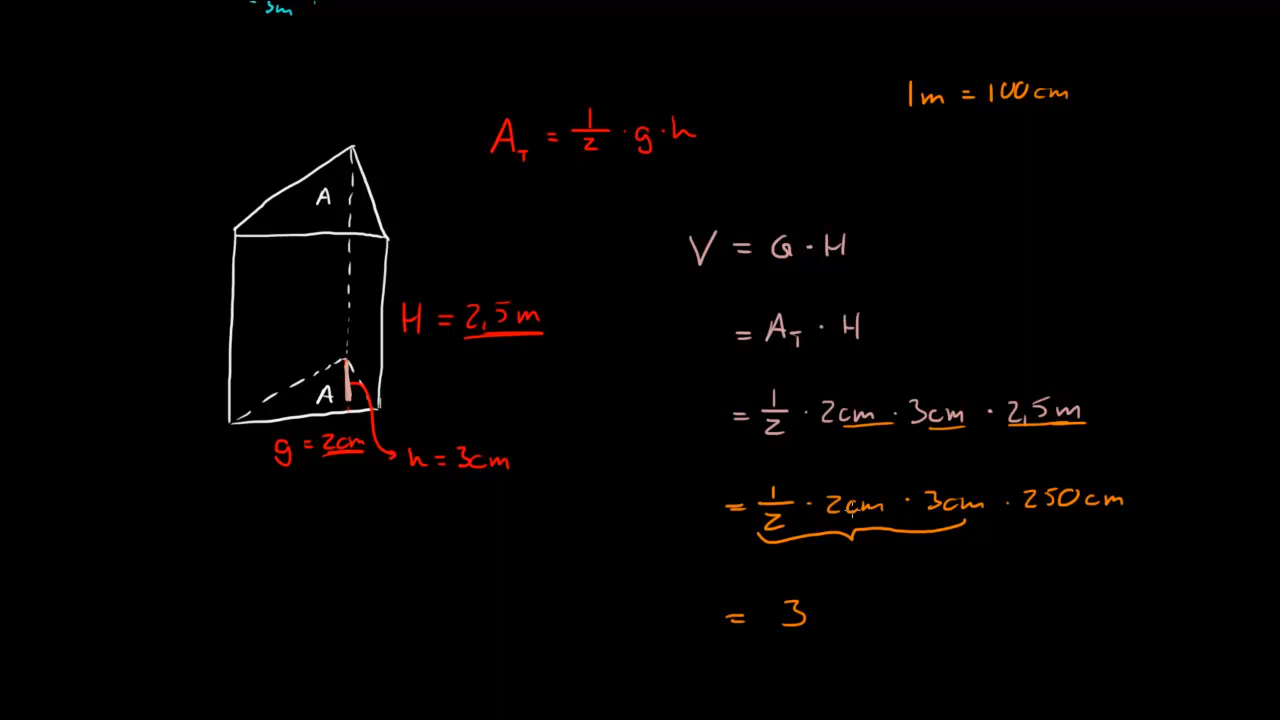 = 3m
1m = 100cm
A_T = 1/2 · g · h
A
V = G · H
H = 2,5m
= A_T · H
A
= 1/2 · 2cm · 3cm · 2,5m
g = 2cm
h = 3cm
= 1/2 · 2cm · 3cm · 250cm
= 3